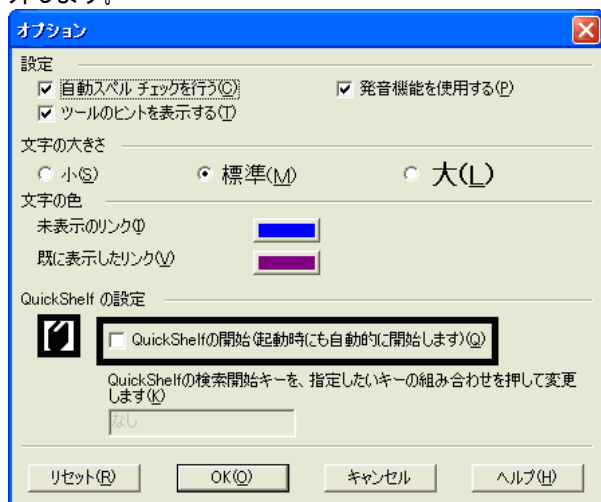 オプション
設定
自動スペル チェックを行う(C)
発音機能を使用する(P)
ツールのヒントを表示する(T)
文字の大きさ
小(S)
標準(M)
大(L)
文字の色
未表示のリンク(I)
既に表示したリンク(V)
QuickShelf の設定
QuickShelfの開始(起動時にも自動的に開始します)(Q)
QuickShelfの検索開始キーを、指定したいキーの組み合わせを押して変更
します(K)
なし
リセット(R)
OK(O)
キャンセル
ヘルプ(H)